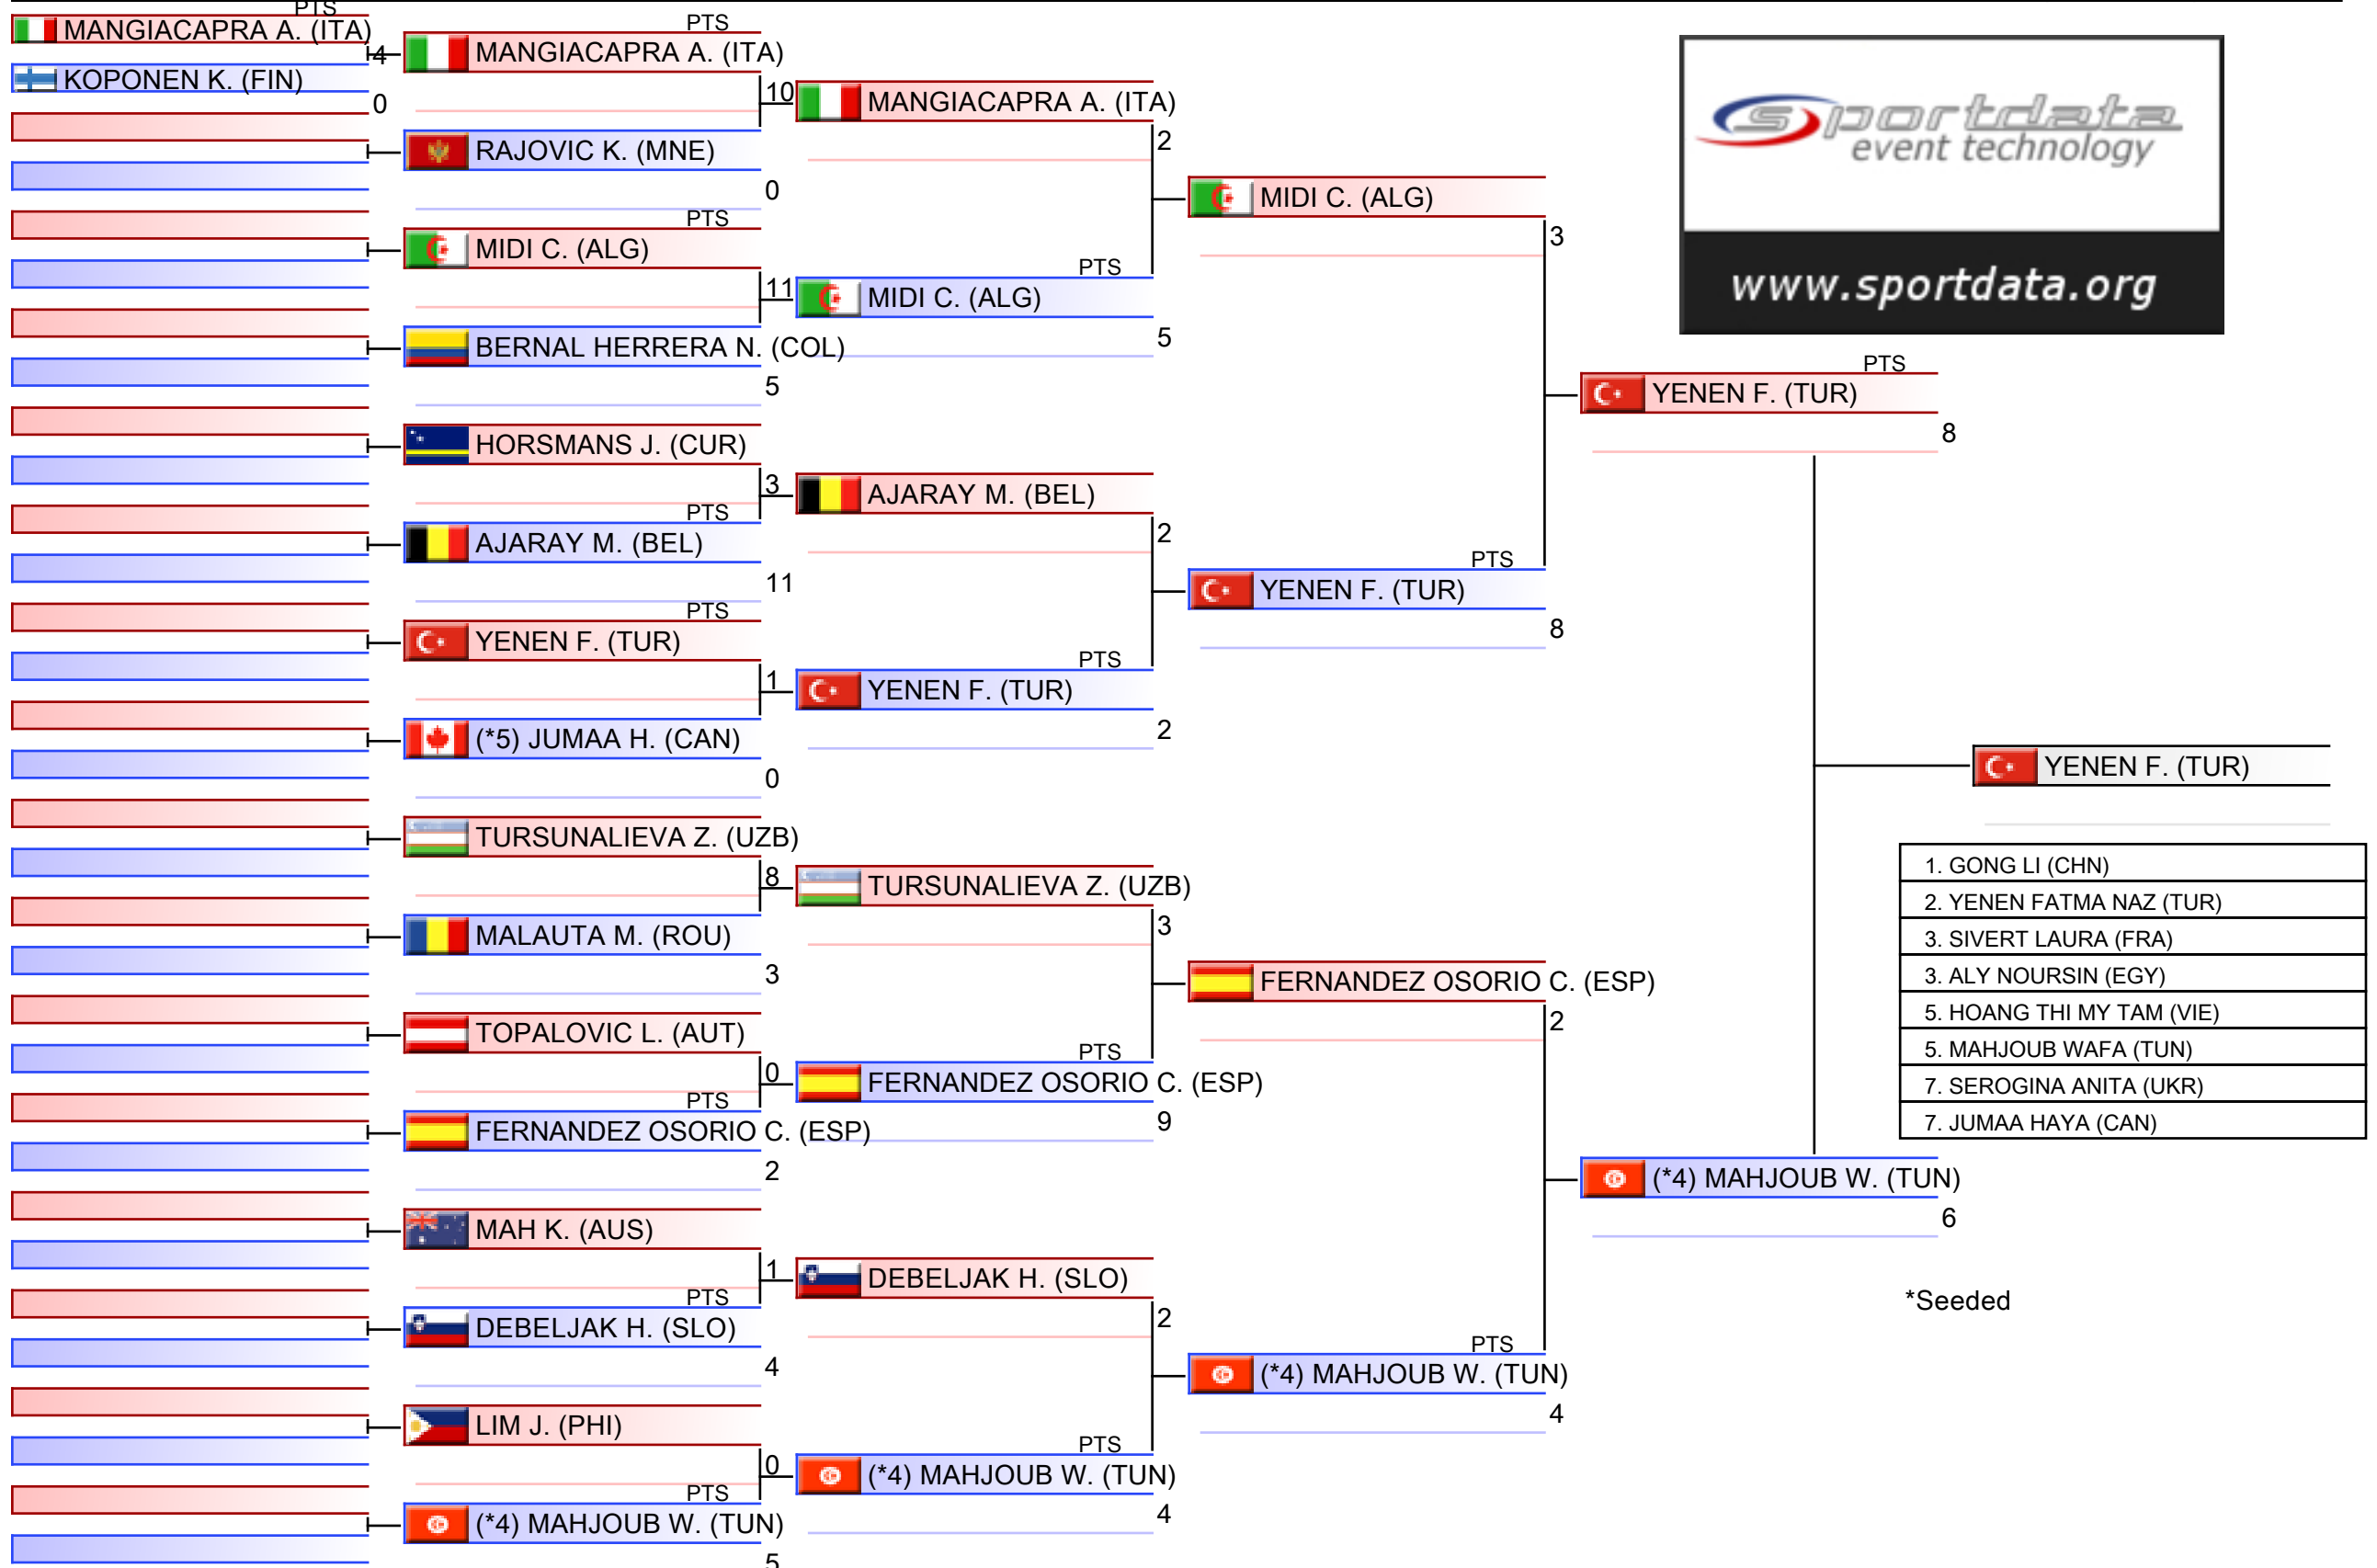 PTS
MANGIACAPRA A. (ITA)
4
KOPONEN K. (FIN)
0
PTS
MANGIACAPRA A. (ITA)
10
RAJOVIC K. (MNE)
0
PTS
MIDI C. (ALG)
11
BERNAL HERRERA N. (COL)
5
HORSMANS J. (CUR)
3
PTS
AJARAY M. (BEL)
11
PTS
YENEN F. (TUR)
1
(*5) JUMAA H. (CAN)
0
TURSUNALIEVA Z. (UZB)
8
MALAUTA M. (ROU)
3
TOPALOVIC L. (AUT)
0
PTS
FERNANDEZ OSORIO C. (ESP)
2
MAH K. (AUS)
1
PTS
DEBELJAK H. (SLO)
4
LIM J. (PHI)
0
PTS
(*4) MAHJOUB W. (TUN)
5
MANGIACAPRA A. (ITA)
2
PTS
MIDI C. (ALG)
5
AJARAY M. (BEL)
2
PTS
YENEN F. (TUR)
2
TURSUNALIEVA Z. (UZB)
3
PTS
FERNANDEZ OSORIO C. (ESP)
9
DEBELJAK H. (SLO)
2
PTS
(*4) MAHJOUB W. (TUN)
4
MIDI C. (ALG)
3
PTS
YENEN F. (TUR)
8
FERNANDEZ OSORIO C. (ESP)
2
PTS
(*4) MAHJOUB W. (TUN)
4
sportdata
event technology
www.sportdata.org
PTS
YENEN F. (TUR)
8
(*4) MAHJOUB W. (TUN)
6
YENEN F. (TUR)
1. GONG LI (CHN)
2. YENEN FATMA NAZ (TUR)
3. SIVERT LAURA (FRA)
3. ALY NOURSIN (EGY)
5. HOANG THI MY TAM (VIE)
5. MAHJOUB WAFA (TUN)
7. SEROGINA ANITA (UKR)
7. JUMAA HAYA (CAN)
*Seeded